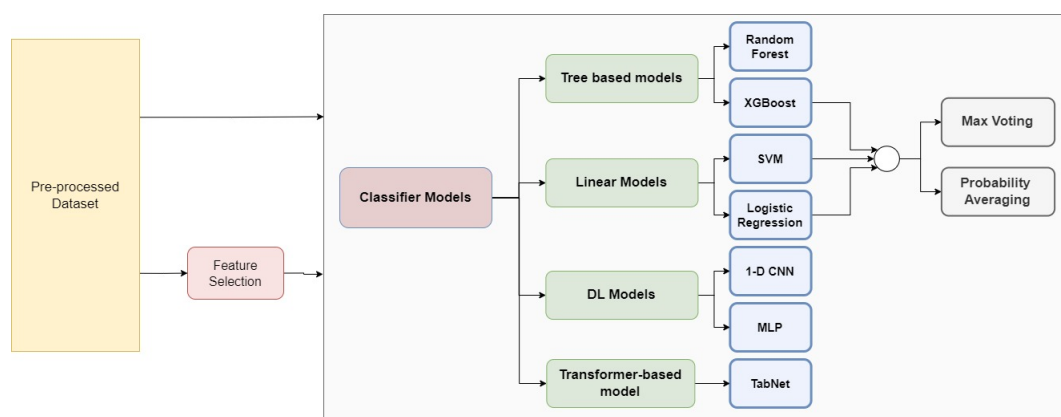 Pre-processed
Dataset
Feature
Selection
Classifier Models
Tree based models
Linear Models
DL Models
Transformer-based
model
Random
Forest
XGBoost
SVM
Logistic
Regression
1-D CNN
MLP
TabNet
Max Voting
Probability
Averaging